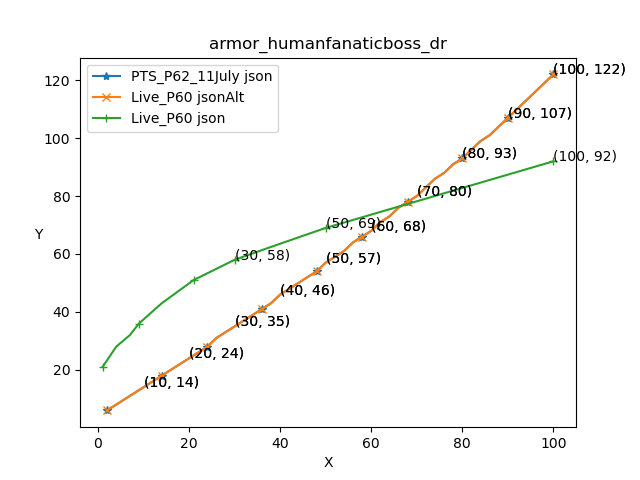 armor_humanfanaticboss_dr
PTS_P62_11July json
Live_P60 jsonAlt
Live_P60 json
(100, 122)
(90, 107)
(80, 93)
(70, 80)
(60, 68)
(50, 57)
(40, 46)
(30, 35)
(20, 24)
(10, 14)
(100, 92)
(50, 69)
(30, 58)
Y
120
100
80
60
40
20
0 20 40 60 80 100
X